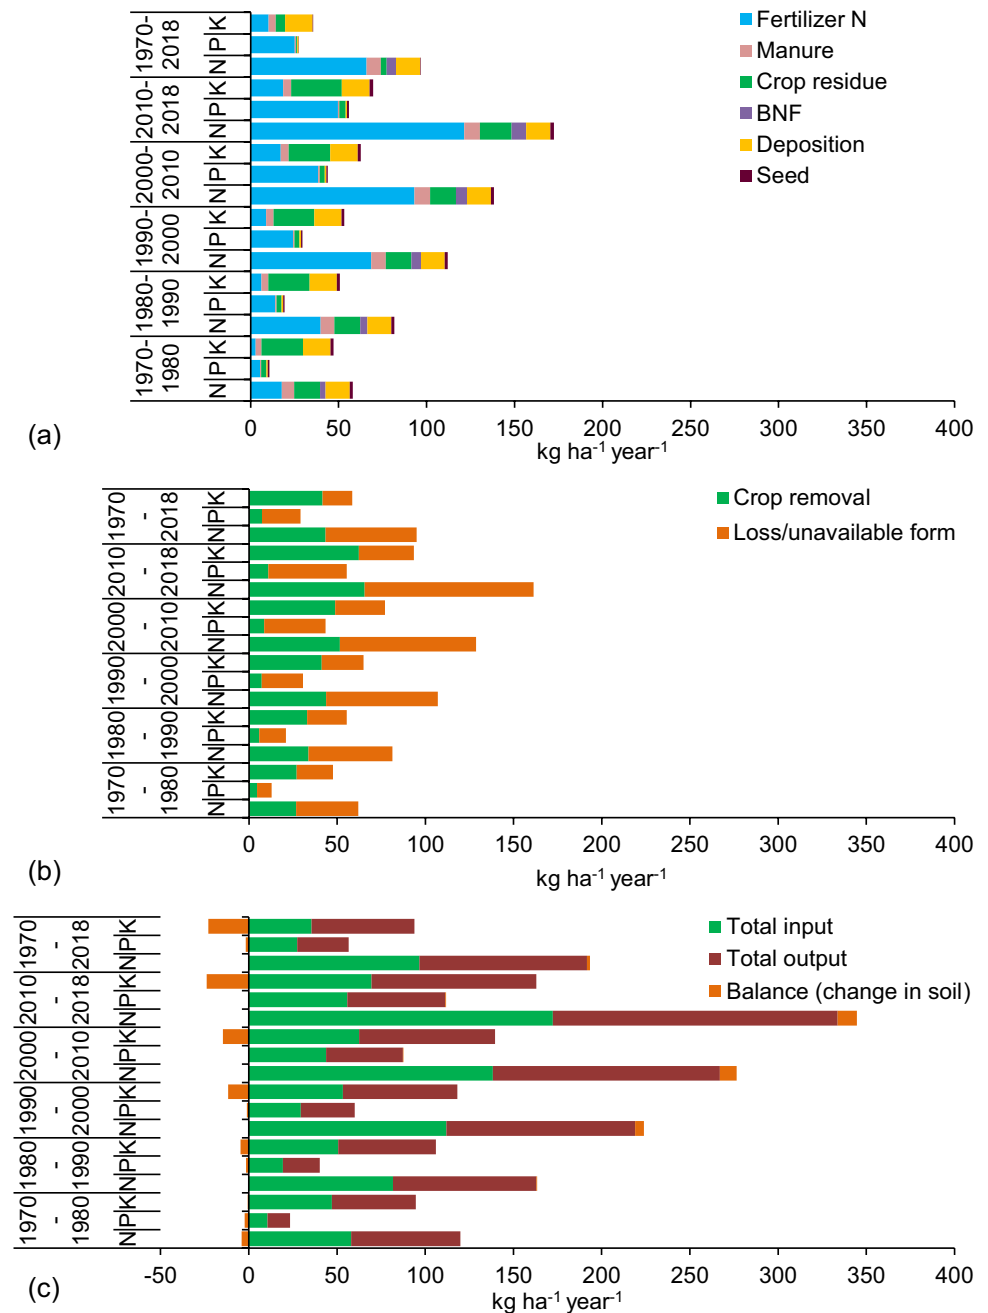 Fertilizer N
Manure
Crop residue
BNF
Deposition
Seed
1970-
2018
N P K
2010-
2018
N P K
2000-
2010
N P K
1990-
2000
N P K
1980-
1990
N P K
1970-
1980
N P K
0 50 100 150 200 250 300 350 400
kg ha⁻¹ year⁻¹
(a)
Crop removal
Loss/unavailable form
1970
-
2018
N P K
2010
-
2018
N P K
2000
-
2010
N P K
1990
-
2000
N P K
1980
-
1990
N P K
1970
-
1980
N P K
0 50 100 150 200 250 300 350 400
kg ha⁻¹ year⁻¹
(b)
Total input
Total output
Balance (change in soil)
1970
-
2018
N P K
2010
-
2018
N P K
2000
-
2010
N P K
1990
-
2000
N P K
1980
-
1990
N P K
1970
-
1980
N P K
-50 0 50 100 150 200 250 300 350 400
kg ha⁻¹ year⁻¹
(c)